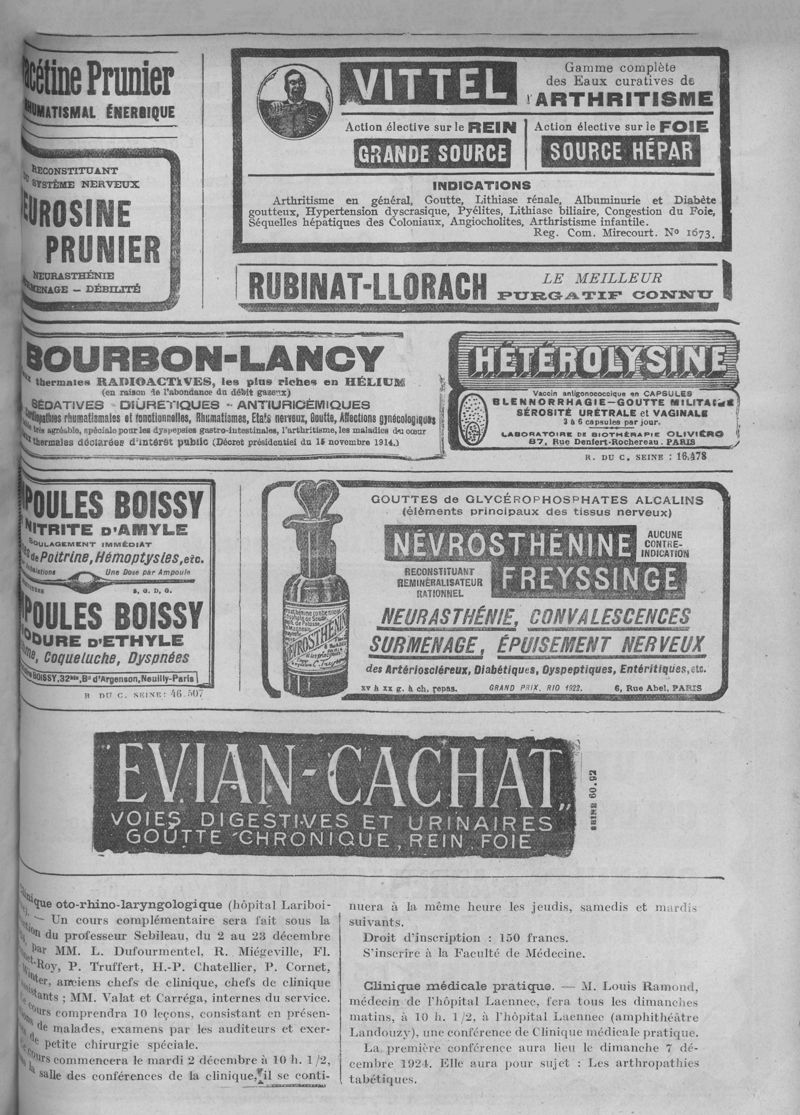 acétine Prunier
RHUMATISMAL ÉNERGIQUE
RECONSTITUANT
SYSTÈME NERVEUX
EUROSINE
PRUNIER
NEURASTHÉNIE
MENAGE – DÉBILITÉ
VITTEL
Gamme complète
des Eaux curatives de
l'ARTHRITISME
Action élective sur le REIN
GRANDE SOURCE
Action élective sur le FOIE
SOURCE HÉPAR
INDICATIONS
Arthritisme en général, Goutte, Lithiase rénale, Albuminurie et Diabète
goutteux, Hypertension dyscrasique, Pyélites, Lithiase biliaire, Congestion du Foie,
Séquelles hépatiques des Coloniaux, Angiocholites, Arthristisme infantile.
Reg. Com. Mirecourt. No 1673.
RUBINAT-LLORACH
LE MEILLEUR
PURGATIF CONNU
BOURBON-LANCY
thermales RADIOACTIVES, les plus riches en HÉLIUM
(en raison de l'abondance du débit gazeux)
SÉDATIVES - DIURÉTIQUES - ANTIURICÉMIQUES
rhumatismales et fonctionnelles, Rhumatismes, États nerveux, Goutte, Affections gynécologiques
très agréable, spéciale pour les dyspepsies gastro-intestinales, l'arthritisme, les maladies du cœur
thermales déclarées d'intérêt public (Décret présidentiel du 15 novembre 1914.)
HÉTÉROLYSINE
Vaccin antigonococcique en CAPSULES
BLENNORRHAGIE-GOUTTE MILITAIRE
SÉROSITÉ URÉTRALE et VAGINALE
3 à 6 capsules par jour.
LABORATOIRE DE BIOTHÉRAPIE OLIVIÉRO
87, Rue Denfert-Rochereau. PARIS
R. DU C. SEINE : 16.478
POULES BOISSY
NITRITE D'AMYLE
SOULAGEMENT IMMÉDIAT
de Poitrine, Hémoptysies, etc.
Une Dose par Ampoule
S. G. D. G.
POULES BOISSY
IODURE D'ETHYLE
Coqueluche, Dyspnées
BOISSY, 32bis, Bd d'Argenson, Neuilly-Paris
R DU C. SEINE: 46.507
GOUTTES de GLYCÉROPHOSPHATES ALCALINS
(éléments principaux des tissus nerveux)
NÉVROSTHÉNINE
AUCUNE
CONTRE-
INDICATION
RECONSTITUANT
REMINÉRALISATEUR
RATIONNEL
FREYSSINGE
NÉVROSTHÉNINE
NEURASTHÉNIE, CONVALESCENCES
SURMENAGE, ÉPUISEMENT NERVEUX
des Artérioscléreux, Diabétiques, Dyspeptiques, Entéritiques, etc.
xv à xx g. à ch. repas. GRAND PRIX. RIO 1922. 6, Rue Abel, PARIS
"EVIAN-CACHAT"
VOIES DIGESTIVES ET URINAIRES
GOUTTE CHRONIQUE, REIN, FOIE
SEINE 60.92
Clinique oto-rhino-laryngologique (hôpital Lariboi-
— Un cours complémentaire sera fait sous la
du professeur Sebileau, du 2 au 23 décembre
par MM. L. Dufourmentel, R. Miégeville, Fl.
Roy, P. Truffert, H.-P. Chatellier, P. Cornet,
anciens chefs de clinique, chefs de clinique
; MM. Valat et Carréga, internes du service.
cours comprendra 10 leçons, consistant en présen-
de malades, examens par les auditeurs et exer-
de petite chirurgie spéciale.
cours commencera le mardi 2 décembre à 10 h. 1/2,
la salle des conférences de la clinique, il se conti-
nuera à la même heure les jeudis, samedis et mardis
suivants.
Droit d'inscription : 150 francs.
S'inscrire à la Faculté de Médecine.
Clinique médicale pratique. — M. Louis Ramond,
médecin de l'hôpital Laennec, fera tous les dimanches
matins, à 10 h. 1/2, à l'hôpital Laennec (amphithéâtre
Landouzy), une conférence de Clinique médicale pratique.
La première conférence aura lieu le dimanche 7 dé-
cembre 1924. Elle aura pour sujet : Les arthropathies
tabétiques.